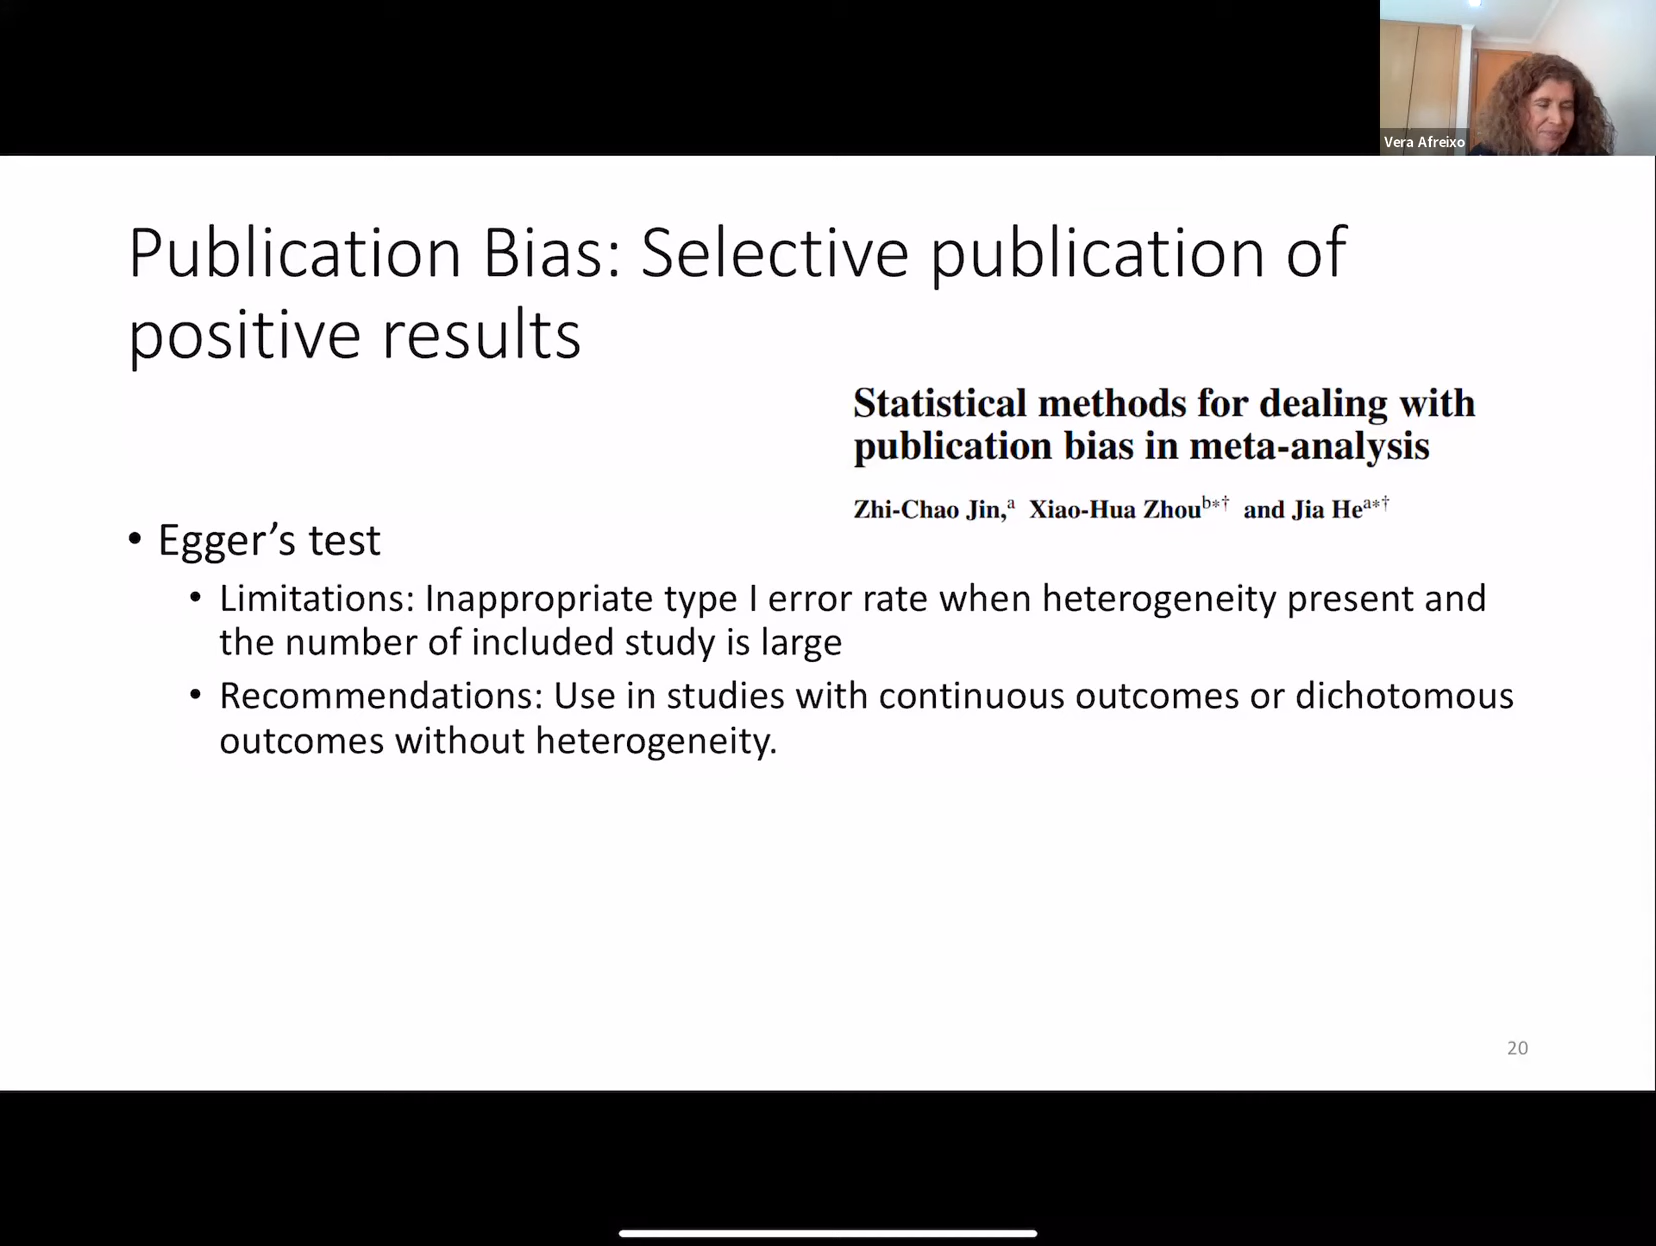 Vera Afreixo
Publication Bias: Selective publication of
positive results
Statistical methods for dealing with
publication bias in meta-analysis
Zhi-Chao Jin,ᵃ Xiao-Hua Zhouᵇ*† and Jia Heᵃ*†
• Egger’s test
• Limitations: Inappropriate type I error rate when heterogeneity present and
the number of included study is large
• Recommendations: Use in studies with continuous outcomes or dichotomous
outcomes without heterogeneity.
20